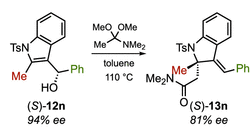 TsN
Me
HO
Ph
(S)-12n
94% ee
MeO OMe
Me NMe2
toluene
110 °C
TsN
Me
Me2N
O
Ph
(S)-13n
81% ee